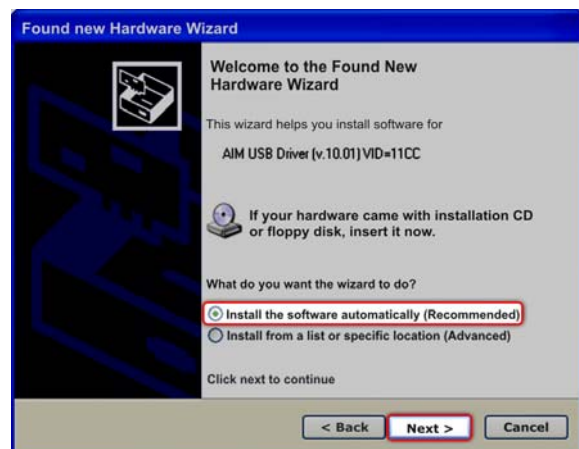 Found new Hardware Wizard
Welcome to the Found New
Hardware Wizard
This wizard helps you install software for
AIM USB Driver (v.10.01) VID=11CC
If your hardware came with installation CD
or floppy disk, insert it now.
What do you want the wizard to do?
Install the software automatically (Recommended)
Install from a list or specific location (Advanced)
Click next to continue
< Back Next > Cancel